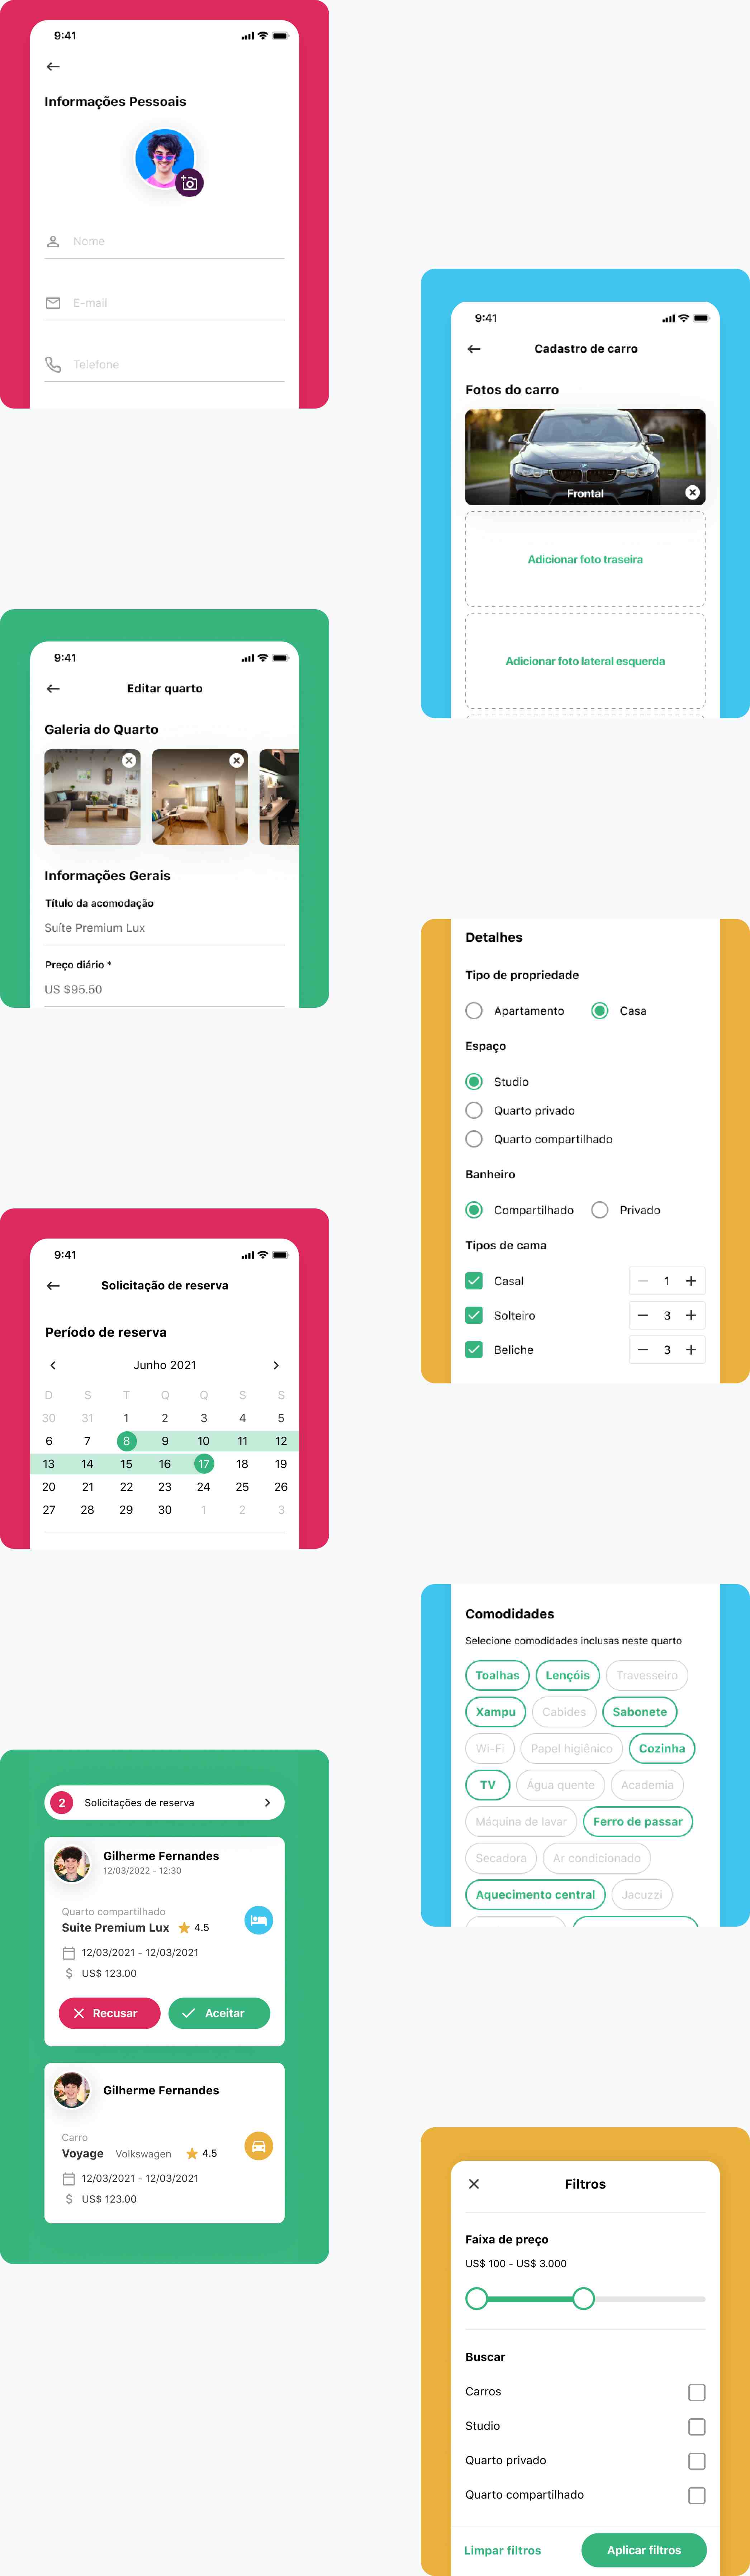 9:41
Informações Pessoais
Nome
E-mail
Telefone
9:41
Cadastro de carro
Fotos do carro
Frontal
Adicionar foto traseira
Adicionar foto lateral esquerda
9:41
Editar quarto
Galeria do Quarto
Informações Gerais
Título da acomodação
Suíte Premium Lux
Preço diário *
US $95.50
Detalhes
Tipo de propriedade
Apartamento Casa
Espaço
Studio
Quarto privado
Quarto compartilhado
Banheiro
Compartilhado Privado
Tipos de cama
Casal 1
Solteiro 3
Beliche 3
9:41
Solicitação de reserva
Período de reserva
Junho 2021
D S T Q Q S S
30 31 1 2 3 4 5
6 7 8 9 10 11 12
13 14 15 16 17 18 19
20 21 22 23 24 25 26
27 28 29 30 1 2 3
Comodidades
Selecione comodidades inclusas neste quarto
Toalhas Lençóis Travesseiro
Xampu Cabides Sabonete
Wi-Fi Papel higiênico Cozinha
TV Água quente Academia
Máquina de lavar Ferro de passar
Secadora Ar condicionado
Aquecimento central Jacuzzi
2 Solicitações de reserva
Gilherme Fernandes
12/03/2022 - 12:30
Quarto compartilhado
Suite Premium Lux 4.5
12/03/2021 - 12/03/2021
US$ 123.00
Recusar Aceitar
Gilherme Fernandes
Carro
Voyage Volkswagen 4.5
12/03/2021 - 12/03/2021
US$ 123.00
Filtros
Faixa de preço
US$ 100 - US$ 3.000
Buscar
Carros
Studio
Quarto privado
Quarto compartilhado
Limpar filtros Aplicar filtros